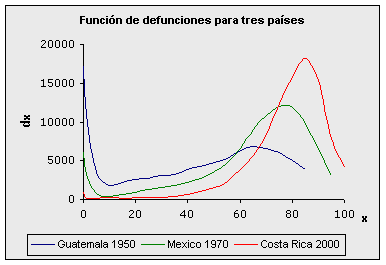 Función de defunciones para tres países
20000
15000
10000
5000
0
dx
0 20 40 60 80 100
x
Guatemala 1950 Mexico 1970 Costa Rica 2000